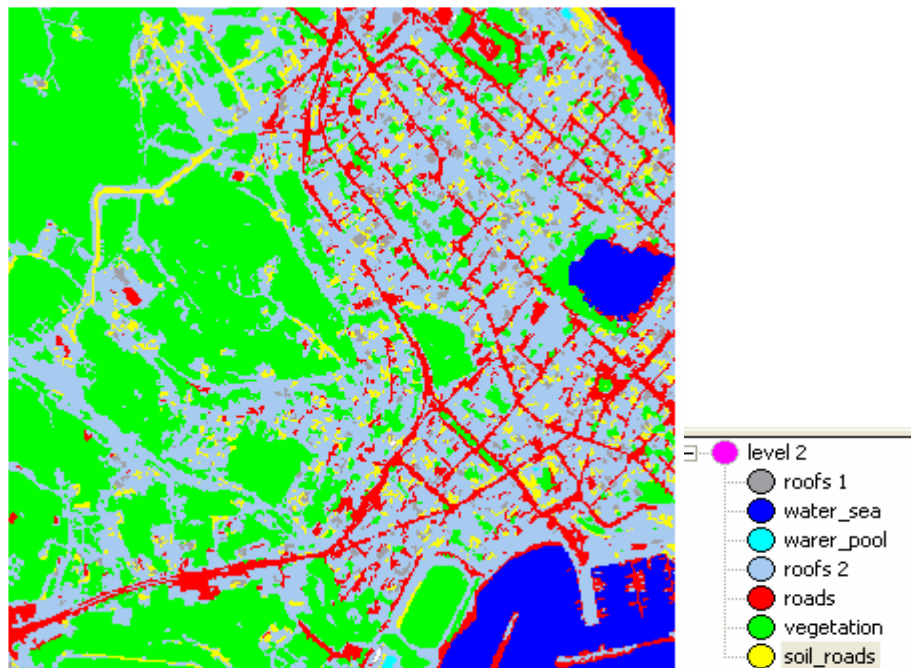 level 2
roofs 1
water_sea
warer_pool
roofs 2
roads
vegetation
soil_roads